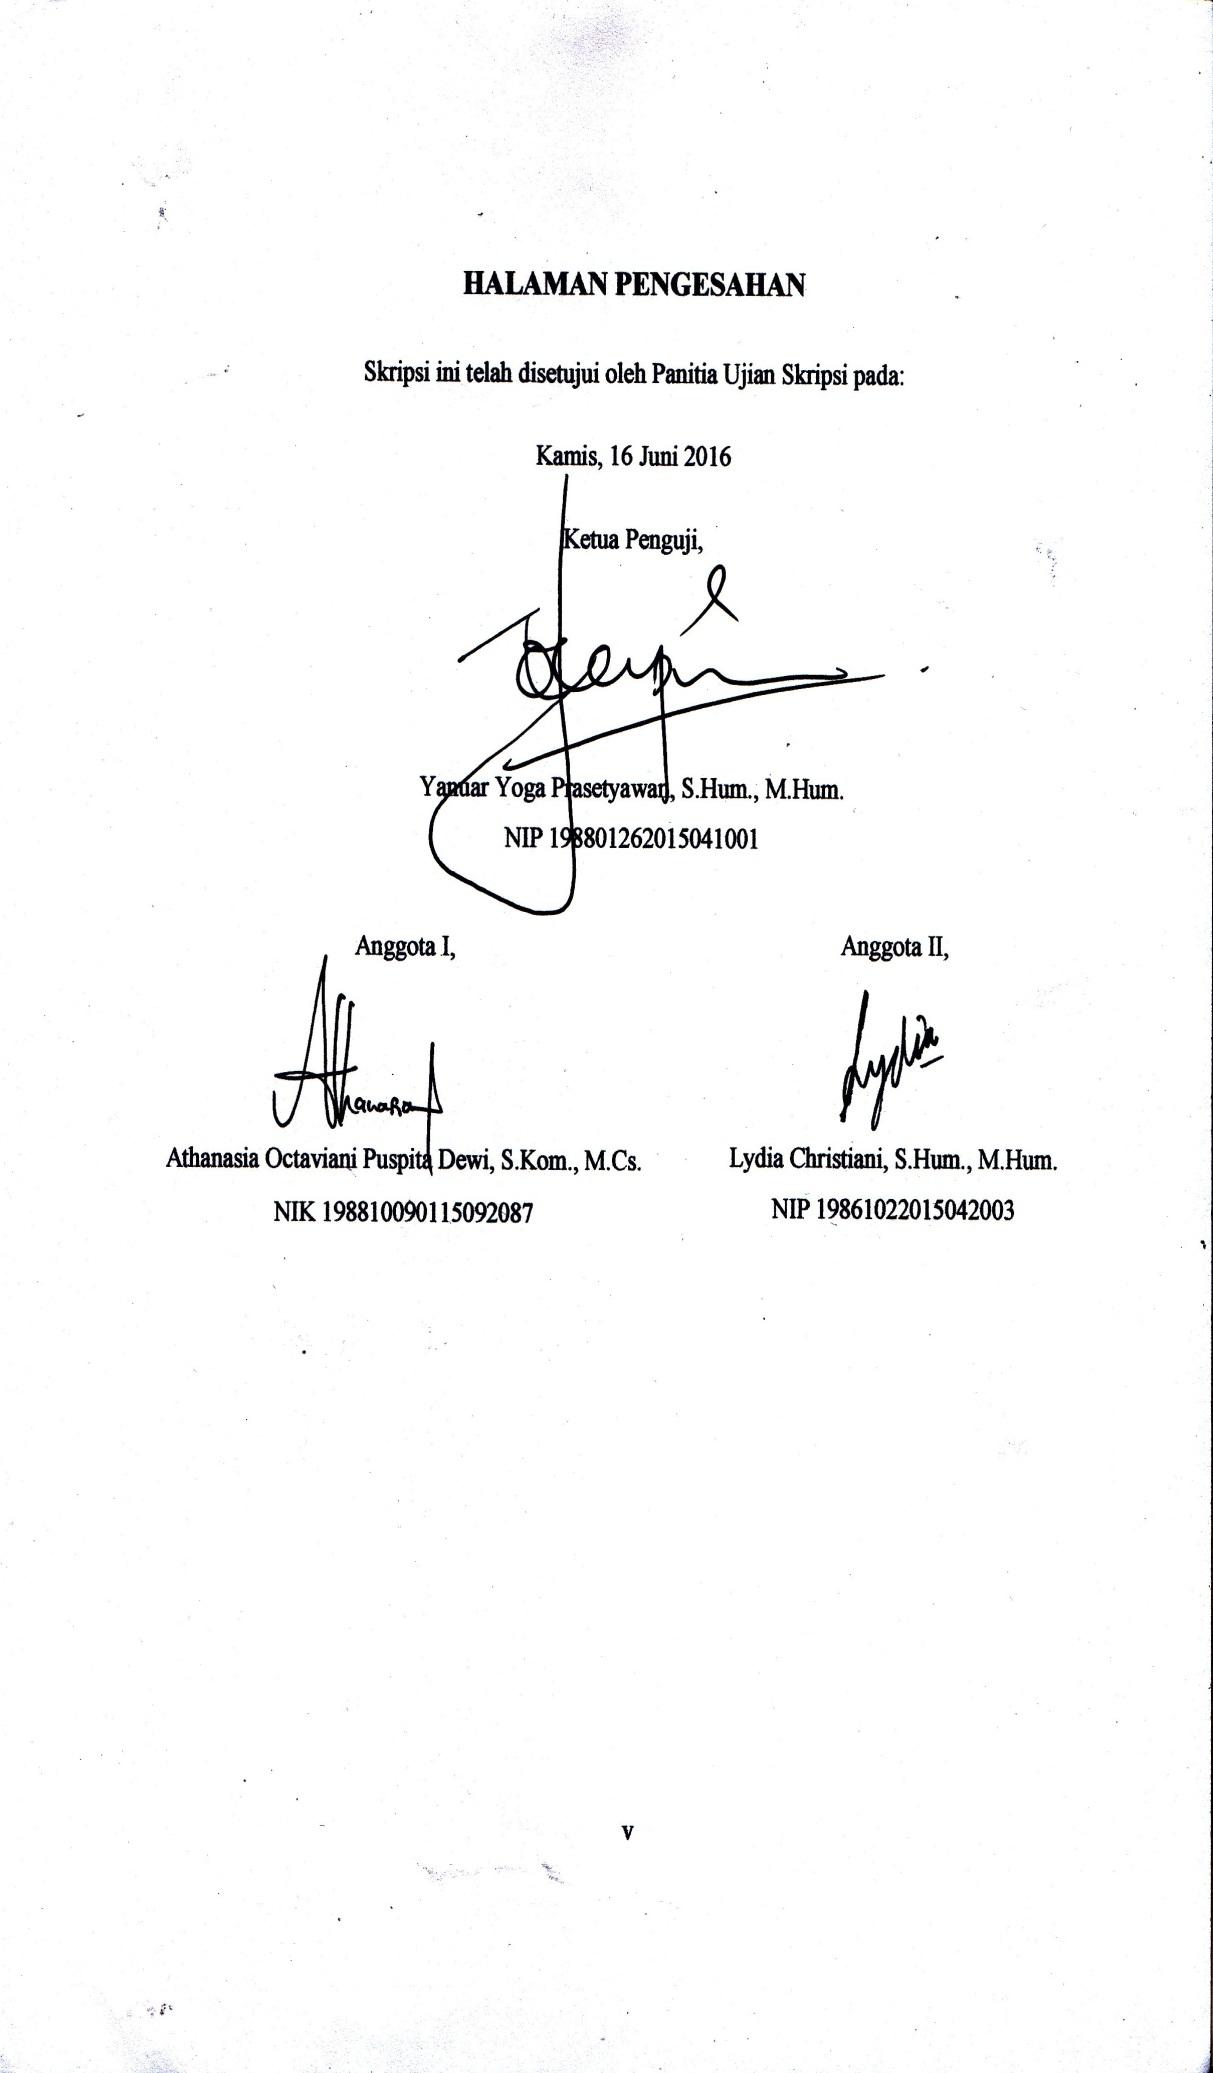 HALAMAN PENGESAHAN
Skripsi ini telah disetujui oleh Panitia Ujian Skripsi pada:
Kamis, 16 Juni 2016
Ketua Penguji,
Yanuar Yoga Prasetyawan, S.Hum., M.Hum.
NIP 198801262015041001
Anggota I,
Anggota II,
Lydia
Athanasia Octaviani Puspita Dewi, S.Kom., M.Cs.
Lydia Christiani, S.Hum., M.Hum.
NIK 198810090115092087
NIP 19861022015042003
v